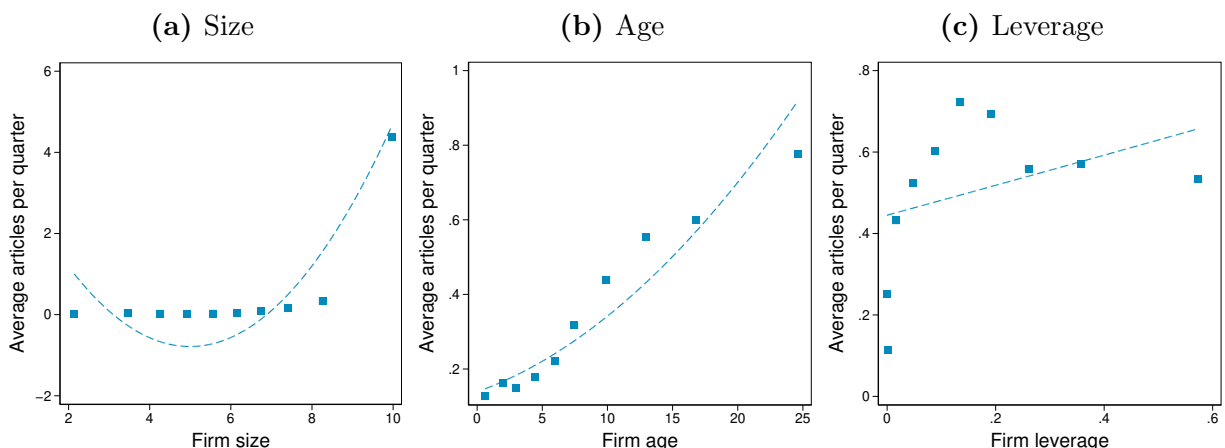 (a) Size
Average articles per quarter
6
4
2
0
−2
2 4 6 8 10
Firm size
(b) Age
Average articles per quarter
1
.8
.6
.4
.2
0 5 10 15 20 25
Firm age
(c) Leverage
Average articles per quarter
.8
.6
.4
.2
0
0 .2 .4 .6
Firm leverage